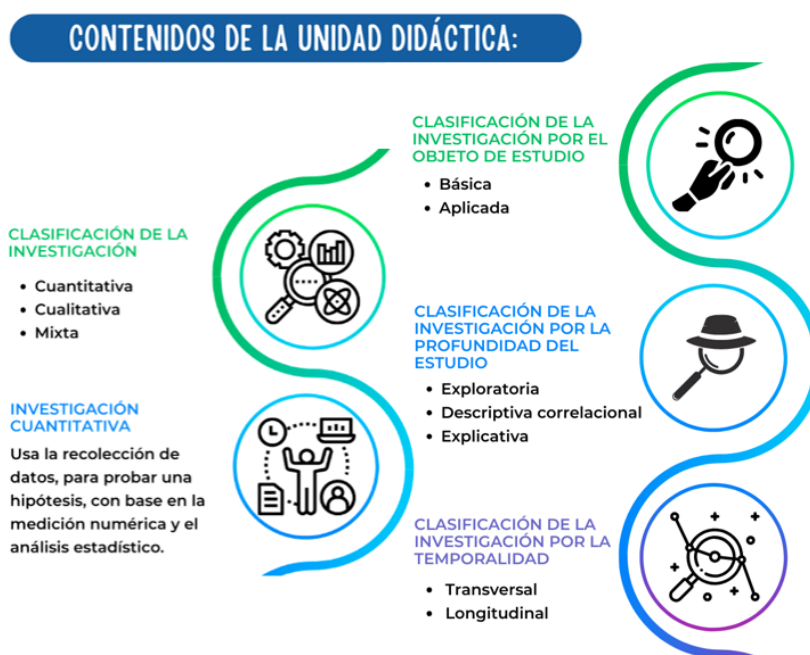 CONTENIDOS DE LA UNIDAD DIDÁCTICA:
CLASIFICACIÓN DE LA
INVESTIGACIÓN
• Cuantitativa
• Cualitativa
• Mixta
INVESTIGACIÓN
CUANTITATIVA
Usa la recolección de
datos, para probar una
hipótesis, con base en la
medición numérica y el
análisis estadístico.
CLASIFICACIÓN DE LA
INVESTIGACIÓN POR EL
OBJETO DE ESTUDIO
• Básica
• Aplicada
CLASIFICACIÓN DE LA
INVESTIGACIÓN POR LA
PROFUNDIDAD DEL
ESTUDIO
• Exploratoria
• Descriptiva correlacional
• Explicativa
CLASIFICACIÓN DE LA
INVESTIGACIÓN POR LA
TEMPORALIDAD
• Transversal
• Longitudinal